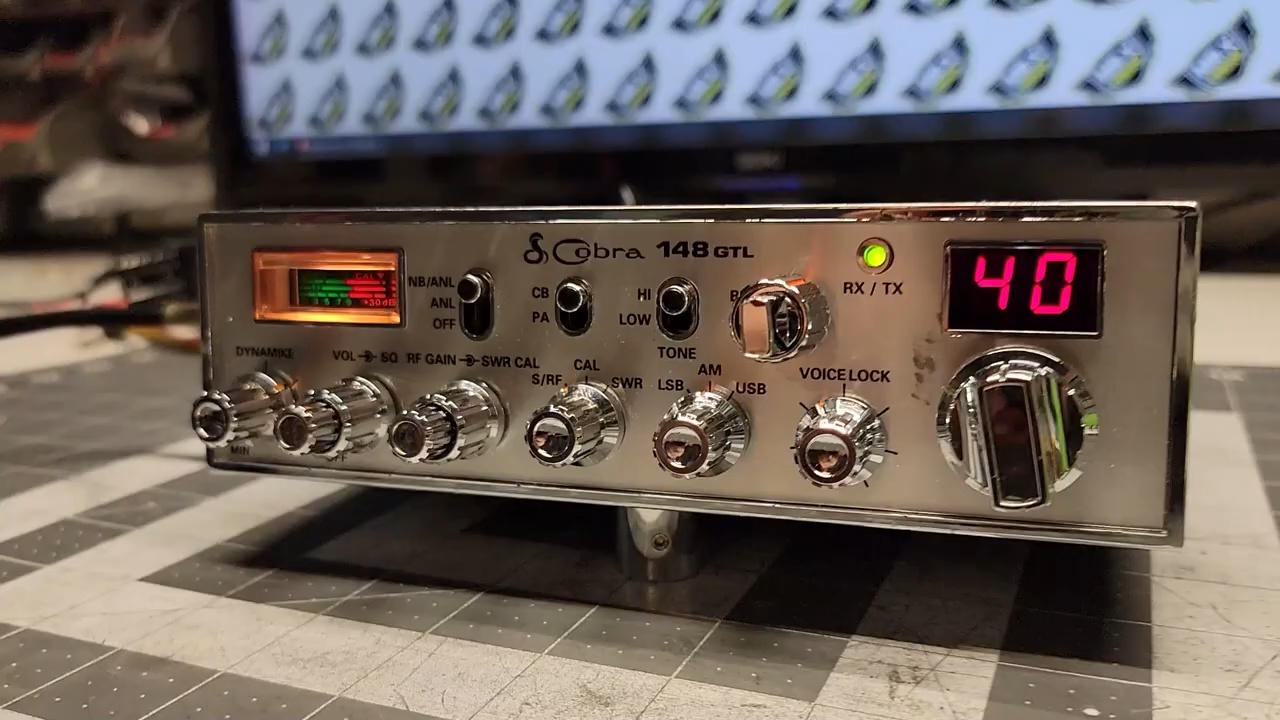 Cobra 148 GTL
NB/ANL
ANL
OFF
CB
PA
HI
LOW
TONE
RX / TX
40
CAL
+30dB
DYNAMIKE
MIN
VOL SQ
RF GAIN SWR CAL
S/RF CAL SWR
LSB AM USB
VOICE LOCK